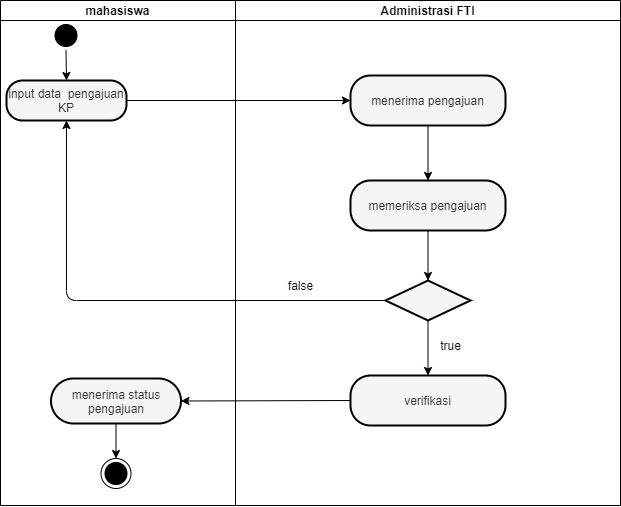 mahasiswa
Administrasi FTI
input data pengajuan
KP
menerima pengajuan
memeriksa pengajuan
false
true
menerima status
pengajuan
verifikasi